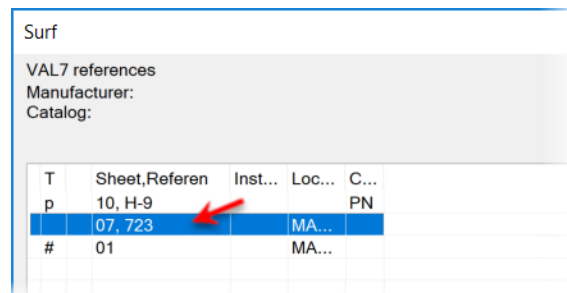 Surf
VAL7 references
Manufacturer:
Catalog:
T Sheet,Referen Inst... Loc... C...
p 10, H-9 PN
07, 723 MA...
# 01 MA...